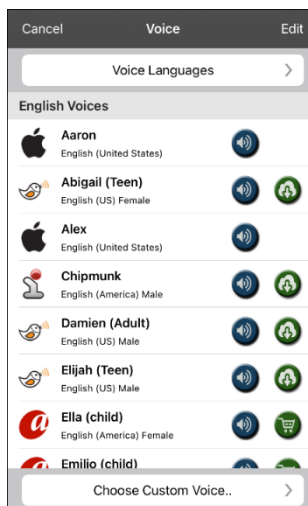 Cancel Voice Edit
Voice Languages
English Voices
Aaron
English (United States)
Abigail (Teen)
English (US) Female
Alex
English (United States)
Chipmunk
English (America) Male
Damien (Adult)
English (US) Male
Elijah (Teen)
English (US) Male
Ella (child)
English (America) Female
Emilio (child)
Choose Custom Voice..